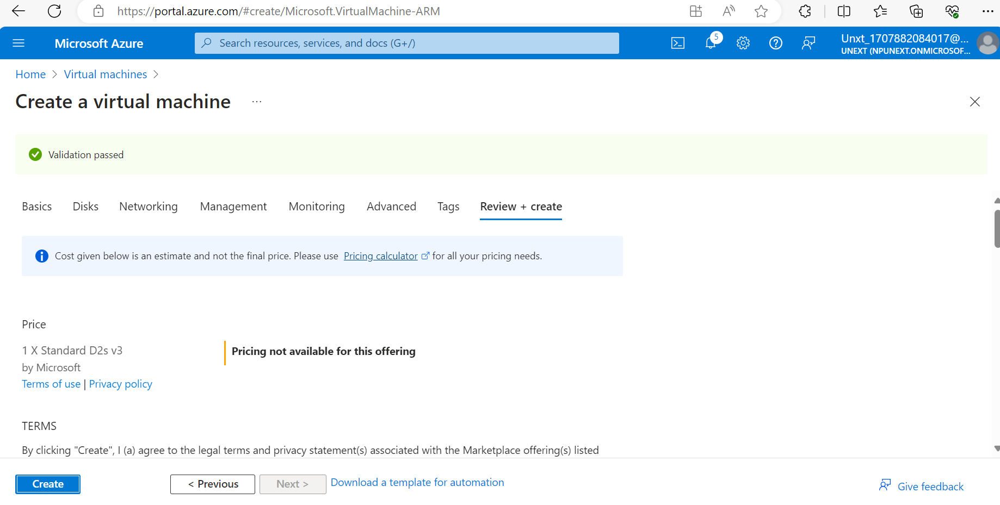 https://portal.azure.com/#create/Microsoft.VirtualMachine-ARM
Microsoft Azure
Search resources, services, and docs (G+/)
5
Unxt_1707882084017@...
UNEXT (NPUNEXT.ONMICROSOF...
Home > Virtual machines >
Create a virtual machine ...
Validation passed
Basics Disks Networking Management Monitoring Advanced Tags Review + create
Cost given below is an estimate and not the final price. Please use Pricing calculator for all your pricing needs.
Price
1 X Standard D2s v3
by Microsoft
Terms of use | Privacy policy
Pricing not available for this offering
TERMS
By clicking "Create", I (a) agree to the legal terms and privacy statement(s) associated with the Marketplace offering(s) listed
Create < Previous Next > Download a template for automation Give feedback